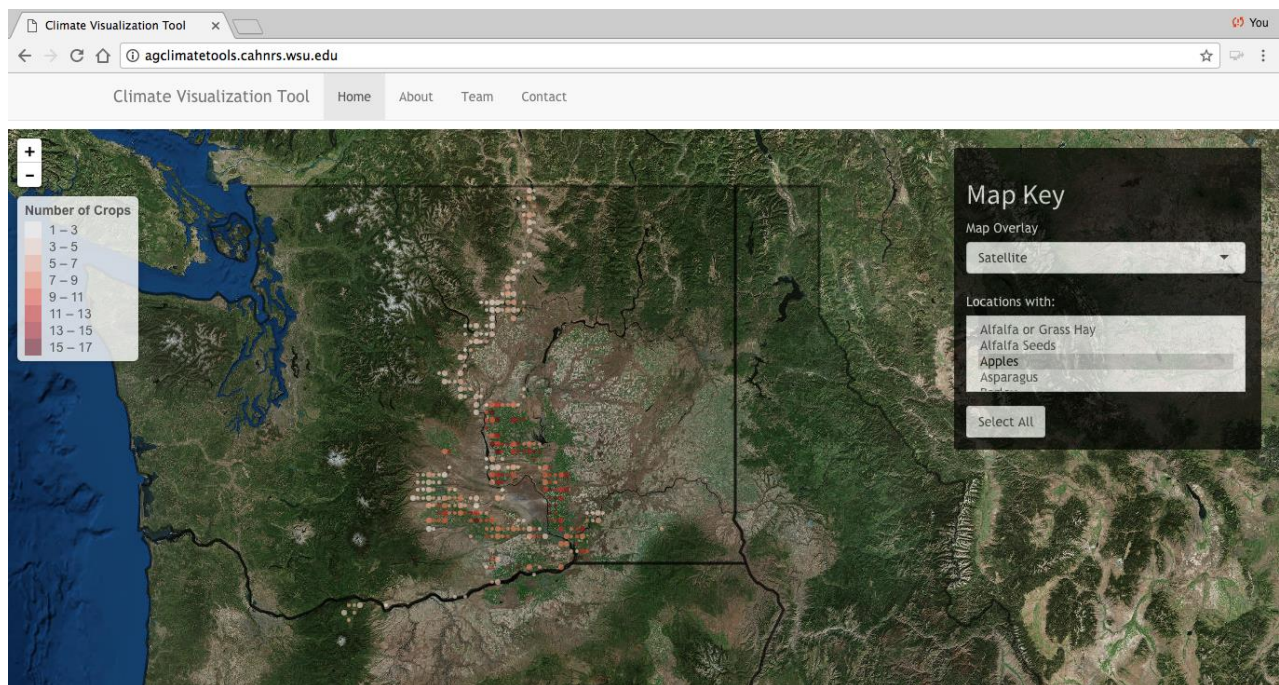 Climate Visualization Tool
You
agclimatetools.cahnrs.wsu.edu
Climate Visualization Tool Home About Team Contact
+
-
Number of Crops
1 – 3
3 – 5
5 – 7
7 – 9
9 – 11
11 – 13
13 – 15
15 – 17
Map Key
Map Overlay
Satellite
Locations with:
Alfalfa or Grass Hay
Alfalfa Seeds
Apples
Asparagus
Select All